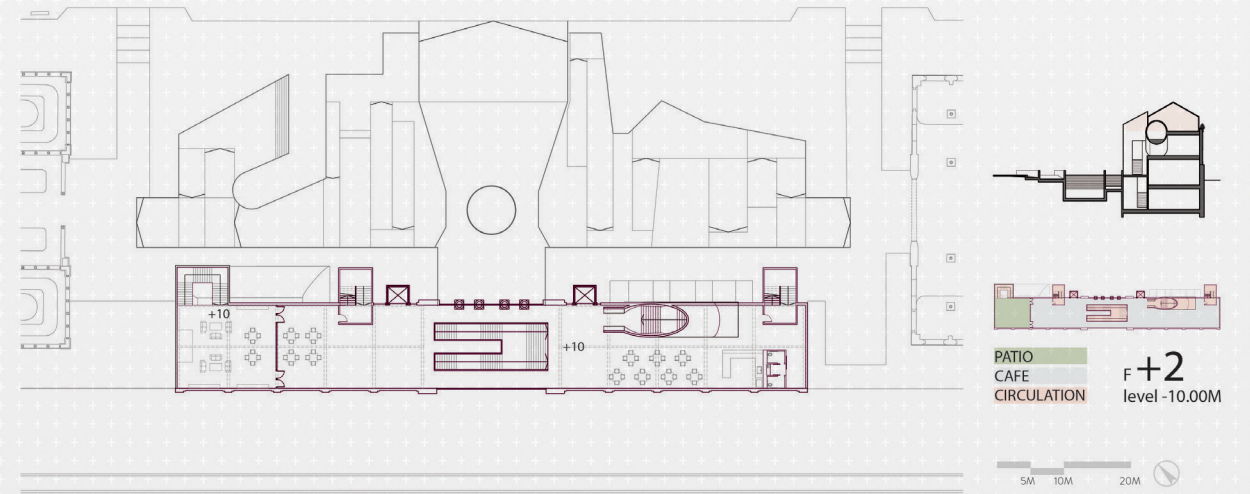 +10
+10
PATIO
CAFE
CIRCULATION
F +2
level -10.00M
5M 10M 20M